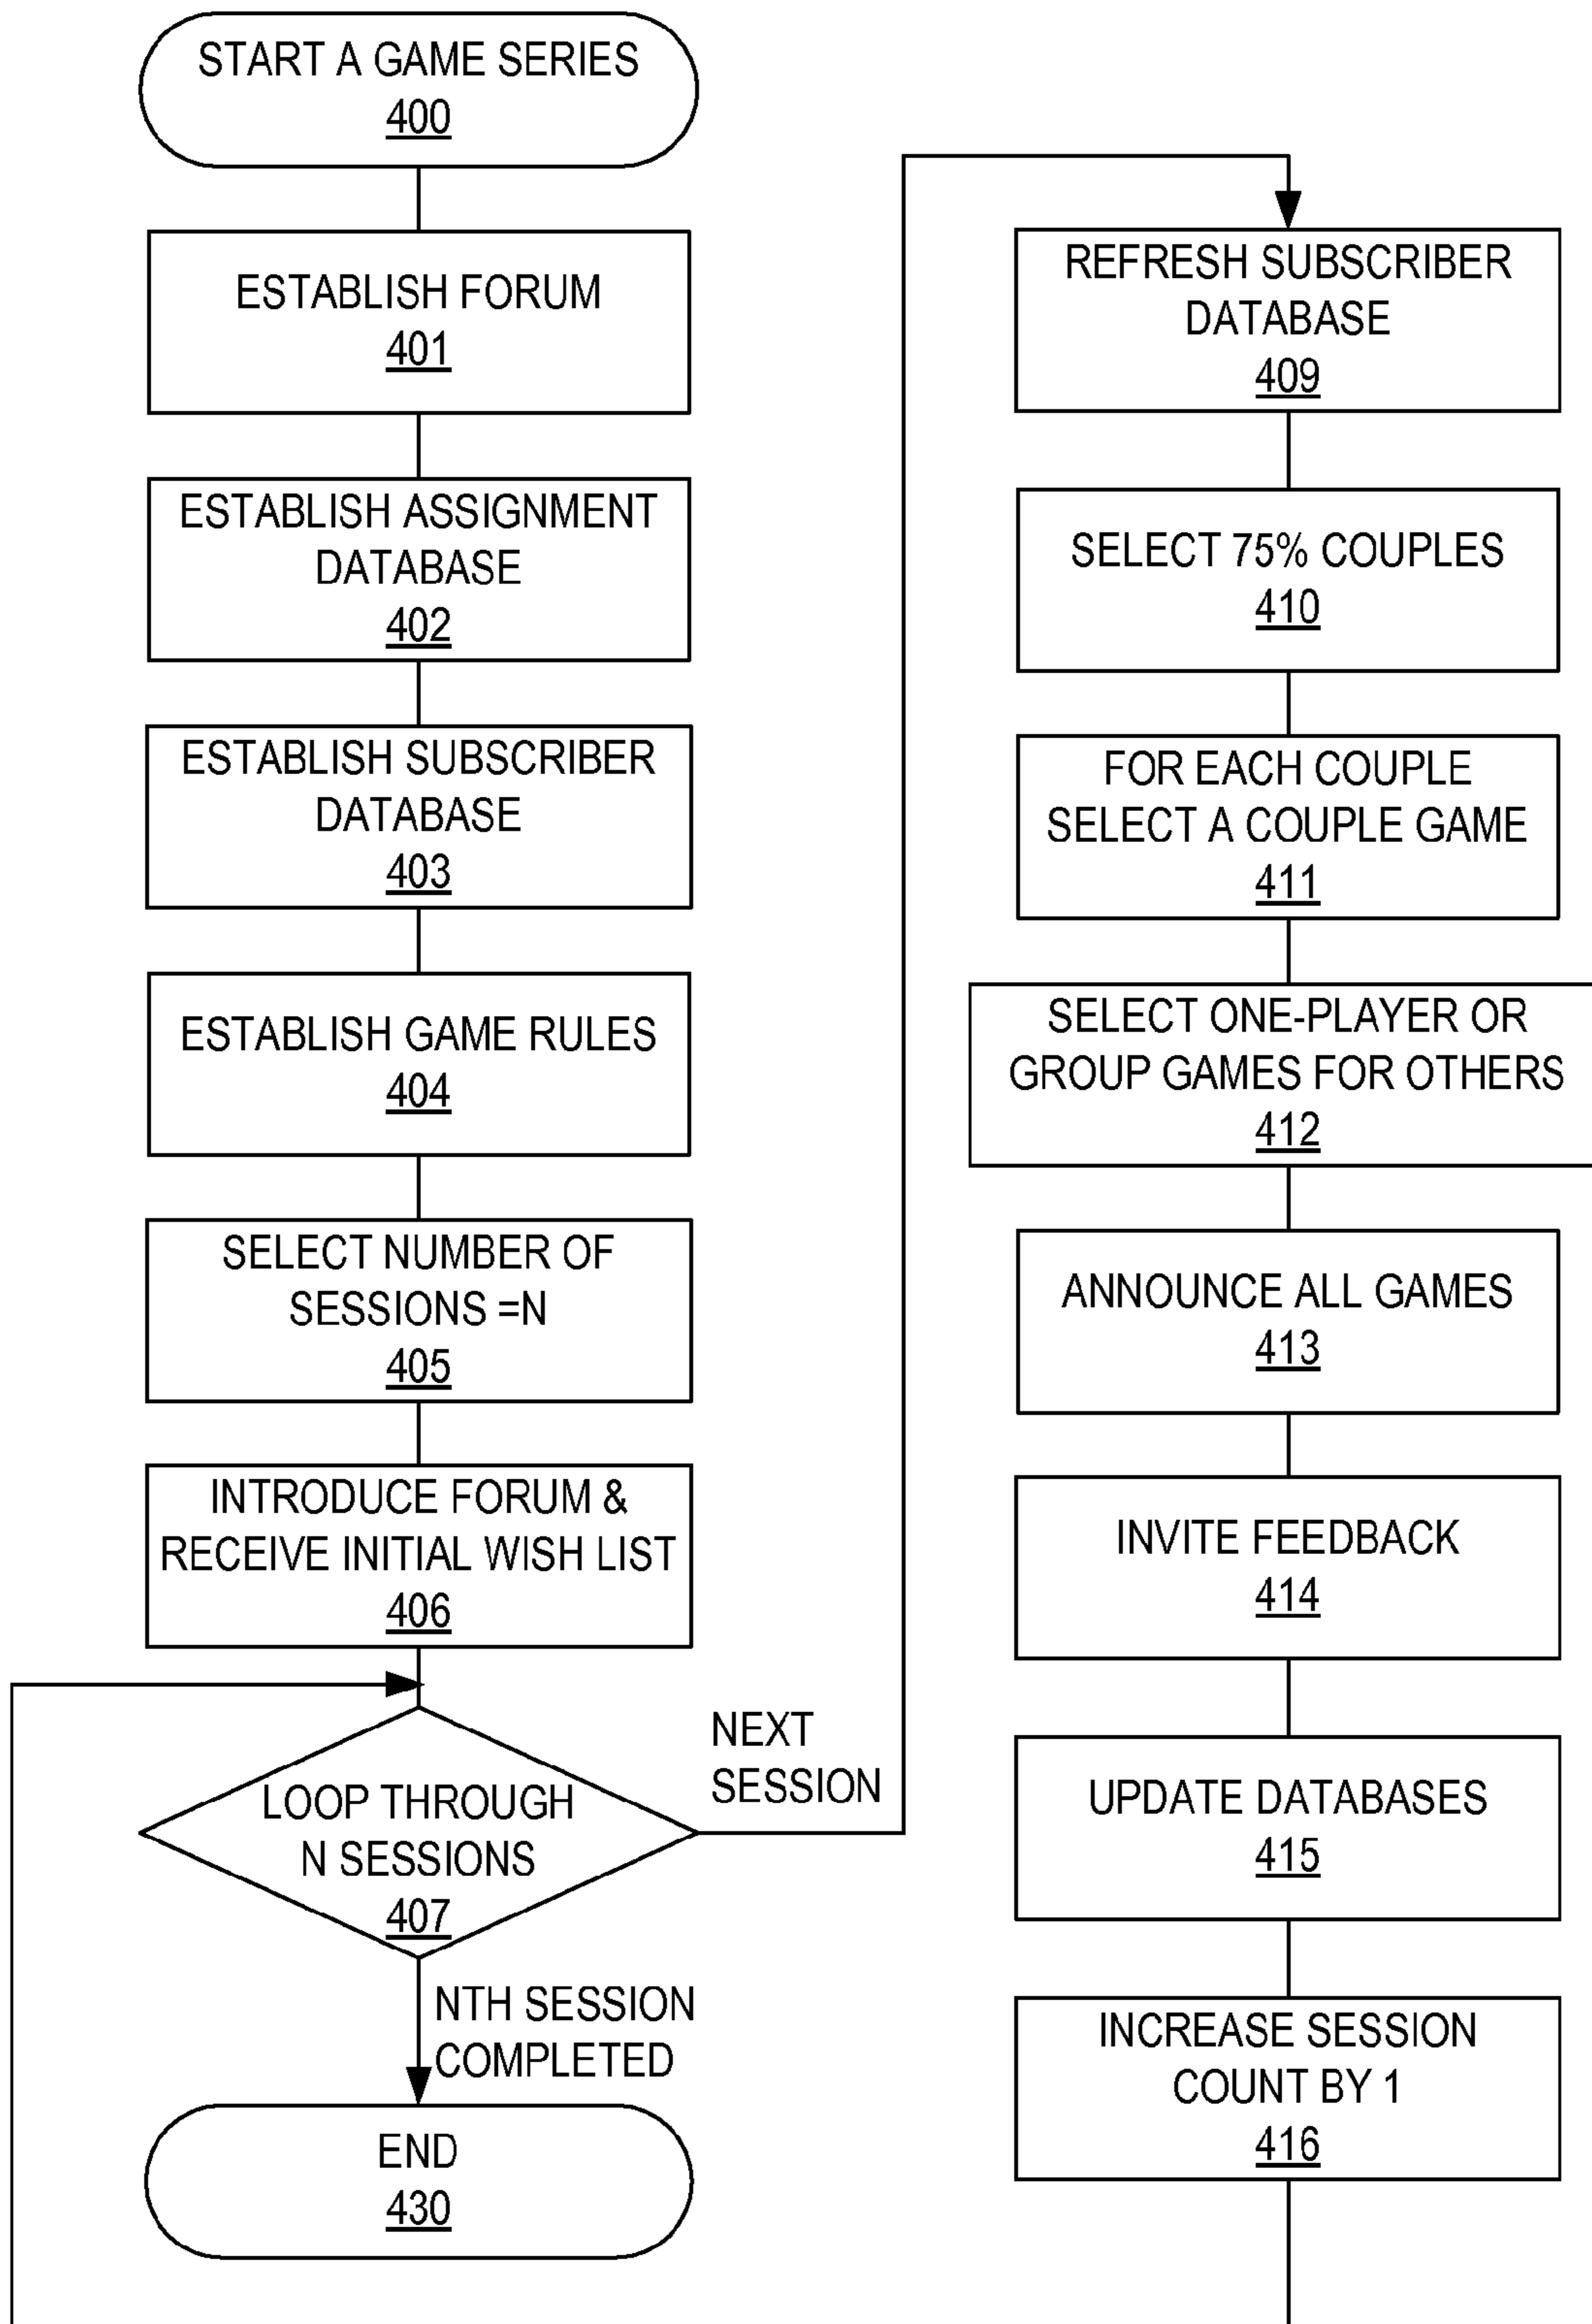 START A GAME SERIES
400
ESTABLISH FORUM
401
ESTABLISH ASSIGNMENT
DATABASE
402
ESTABLISH SUBSCRIBER
DATABASE
403
ESTABLISH GAME RULES
404
SELECT NUMBER OF
SESSIONS =N
405
INTRODUCE FORUM &
RECEIVE INITIAL WISH LIST
406
LOOP THROUGH
N SESSIONS
407
NEXT
SESSION
NTH SESSION
COMPLETED
END
430
REFRESH SUBSCRIBER
DATABASE
409
SELECT 75% COUPLES
410
FOR EACH COUPLE
SELECT A COUPLE GAME
411
SELECT ONE-PLAYER OR
GROUP GAMES FOR OTHERS
412
ANNOUNCE ALL GAMES
413
INVITE FEEDBACK
414
UPDATE DATABASES
415
INCREASE SESSION
COUNT BY 1
416